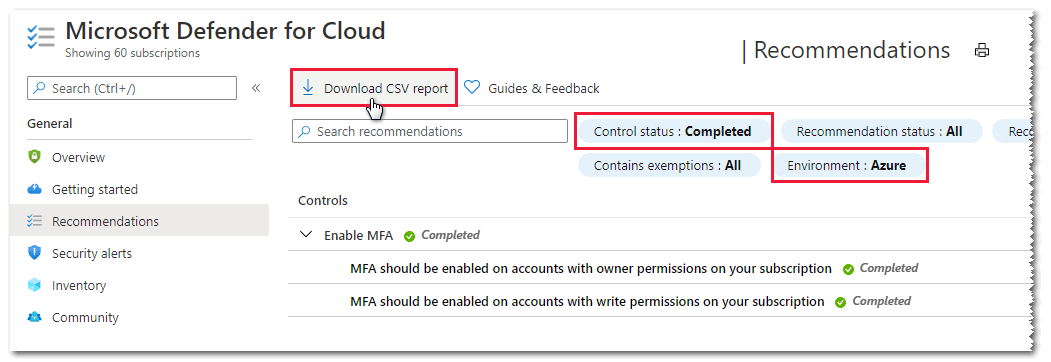 Microsoft Defender for Cloud
Showing 60 subscriptions
| Recommendations
Search (Ctrl+/)
«
Download CSV report
Guides & Feedback
General
Search recommendations
Control status : Completed
Recommendation status : All
Reco
Overview
Contains exemptions : All
Environment : Azure
Getting started
Controls
Recommendations
Enable MFA
Completed
Security alerts
MFA should be enabled on accounts with owner permissions on your subscription
Completed
Inventory
MFA should be enabled on accounts with write permissions on your subscription
Completed
Community